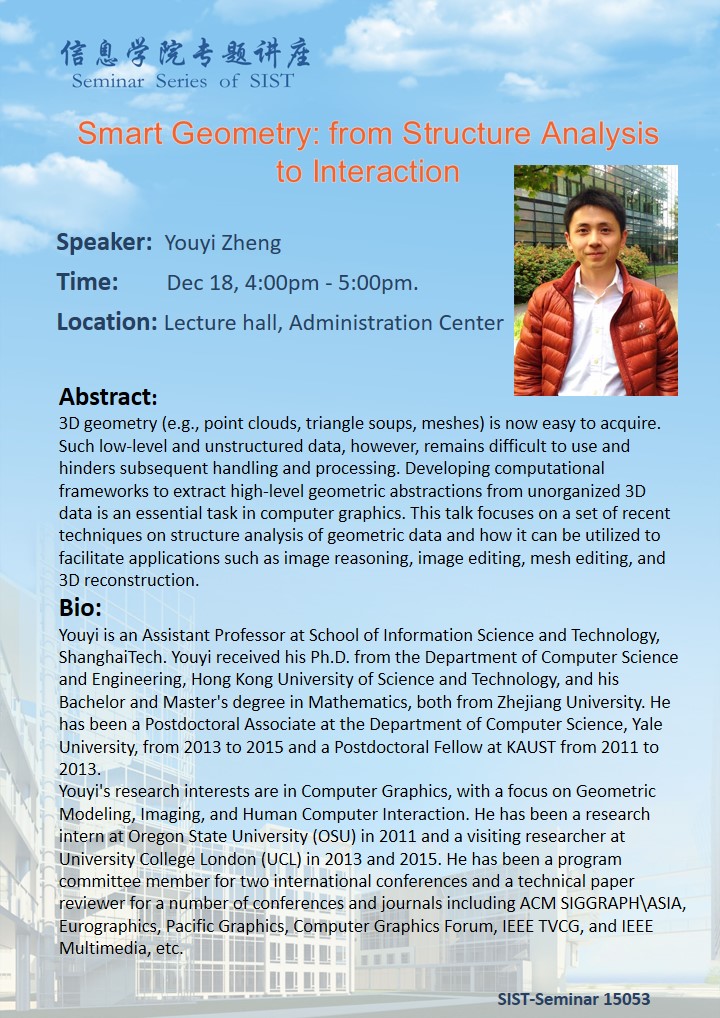 信息学院专题讲座
Seminar Series of SIST
Smart Geometry: from Structure Analysis
to Interaction
Speaker: Youyi Zheng
Time: Dec 18, 4:00pm - 5:00pm.
Location: Lecture hall, Administration Center
Abstract:
3D geometry (e.g., point clouds, triangle soups, meshes) is now easy to acquire.
Such low-level and unstructured data, however, remains difficult to use and
hinders subsequent handling and processing. Developing computational
frameworks to extract high-level geometric abstractions from unorganized 3D
data is an essential task in computer graphics. This talk focuses on a set of recent
techniques on structure analysis of geometric data and how it can be utilized to
facilitate applications such as image reasoning, image editing, mesh editing, and
3D reconstruction.
Bio:
Youyi is an Assistant Professor at School of Information Science and Technology,
ShanghaiTech. Youyi received his Ph.D. from the Department of Computer Science
and Engineering, Hong Kong University of Science and Technology, and his
Bachelor and Master's degree in Mathematics, both from Zhejiang University. He
has been a Postdoctoral Associate at the Department of Computer Science, Yale
University, from 2013 to 2015 and a Postdoctoral Fellow at KAUST from 2011 to
2013.
Youyi's research interests are in Computer Graphics, with a focus on Geometric
Modeling, Imaging, and Human Computer Interaction. He has been a research
intern at Oregon State University (OSU) in 2011 and a visiting researcher at
University College London (UCL) in 2013 and 2015. He has been a program
committee member for two international conferences and a technical paper
reviewer for a number of conferences and journals including ACM SIGGRAPH\ASIA,
Eurographics, Pacific Graphics, Computer Graphics Forum, IEEE TVCG, and IEEE
Multimedia, etc.
SIST-Seminar 15053